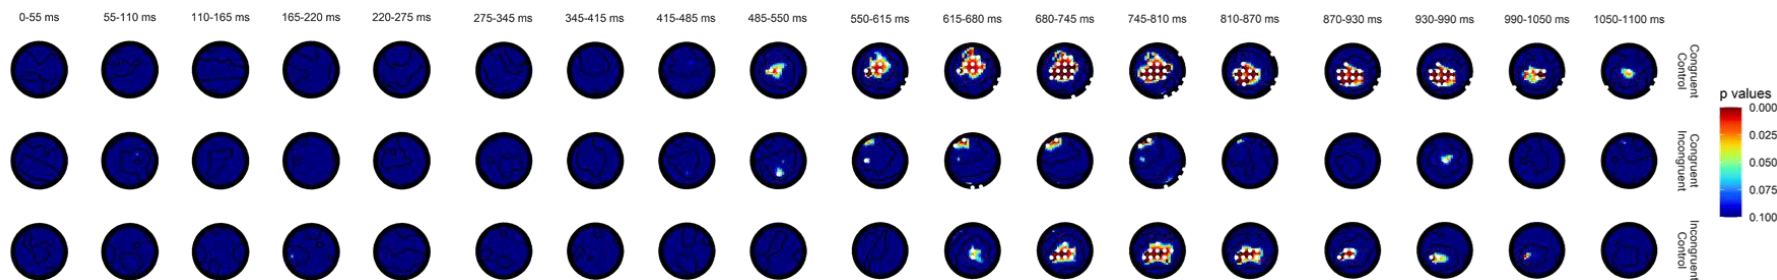 0-55 ms 55-110 ms 110-165 ms 165-220 ms 220-275 ms 275-345 ms 345-415 ms 415-485 ms 485-550 ms 550-615 ms 615-680 ms 680-745 ms 745-810 ms 810-870 ms 870-930 ms 930-990 ms 990-1050 ms 1050-1100 ms
Congruent
Control
Congruent
Incongruent
Incongruent
Control
p values
0.000
0.025
0.050
0.075
0.100